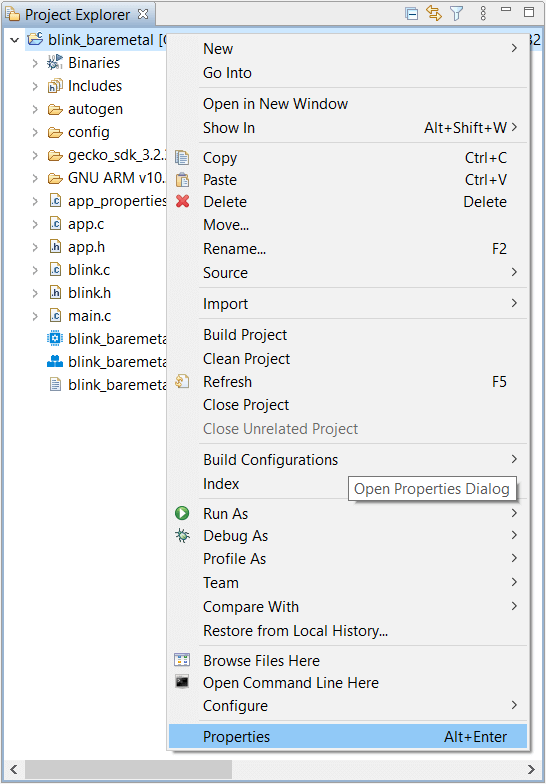 Project Explorer
blink_baremetal [G
32
Binaries
Includes
autogen
config
gecko_sdk_3.2.
GNU ARM v10.
app_properties
app.c
app.h
blink.c
blink.h
main.c
blink_baremeta
blink_baremeta
blink_baremeta
New
Go Into
Open in New Window
Show In Alt+Shift+W
Copy Ctrl+C
Paste Ctrl+V
Delete Delete
Move...
Rename... F2
Source
Import
Build Project
Clean Project
Refresh F5
Close Project
Close Unrelated Project
Build Configurations
Index
Open Properties Dialog
Run As
Debug As
Profile As
Team
Compare With
Restore from Local History...
Browse Files Here
Open Command Line Here
Configure
Properties Alt+Enter